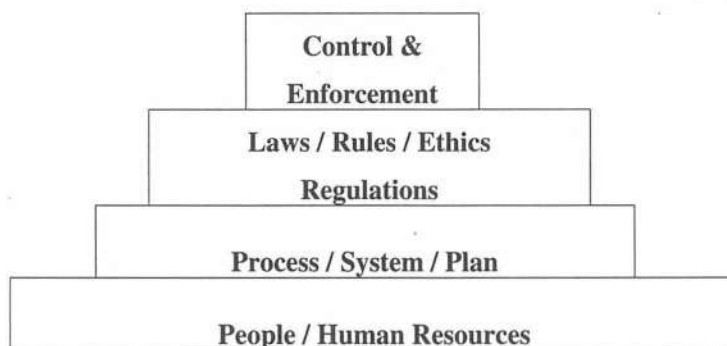 Control &
Enforcement
Laws / Rules / Ethics
Regulations
Process / System / Plan
People / Human Resources